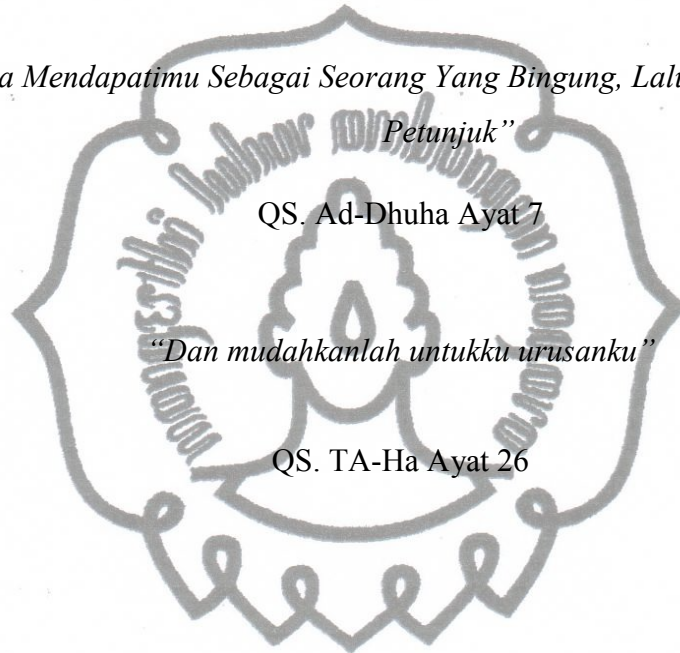 a Mendapatimu Sebagai Seorang Yang Bingung, Lalu
Petunjuk”
QS. Ad-Dhuha Ayat 7
“Dan mudahkanlah untukku urusanku”
QS. TA-Ha Ayat 26